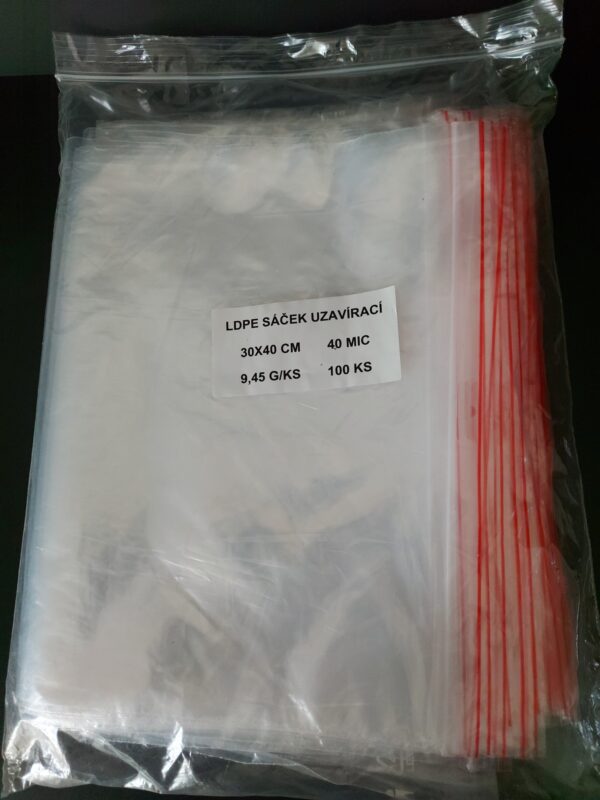 LDPE SÁČEK UZAVÍRACÍ
30X40 CM 40 MIC
9,45 G/KS 100 KS